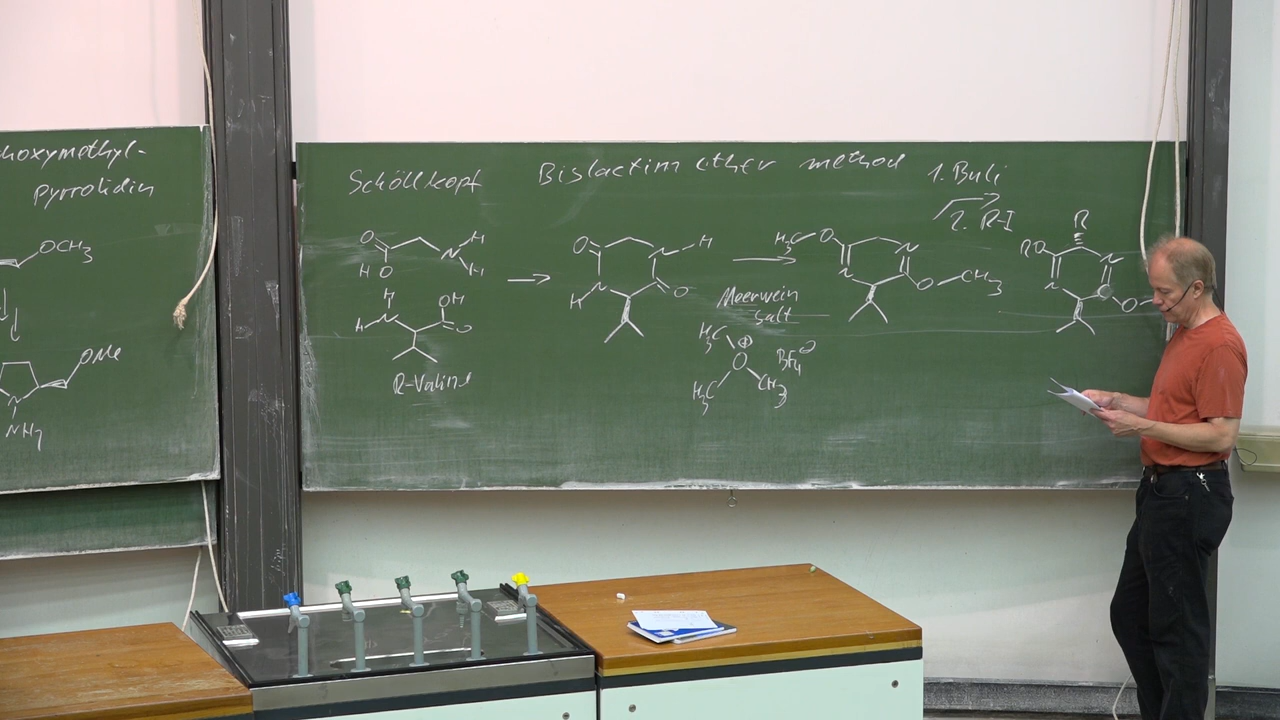 hoxymethyl-
Pyrrolidin
OCH3
OMe
N
NH2
Schöllkopf
Bislactim ether method
1. BuLi
2. R-I
O
H O
N H
H
H
H N
OH
O
R-Valine
O
N H
H N
O
Meerwein
Salt
H3C
⊕
O
BF4⊖
H3C
CH3
H3C O
N
N
O CH3
R
RO
N
N
O